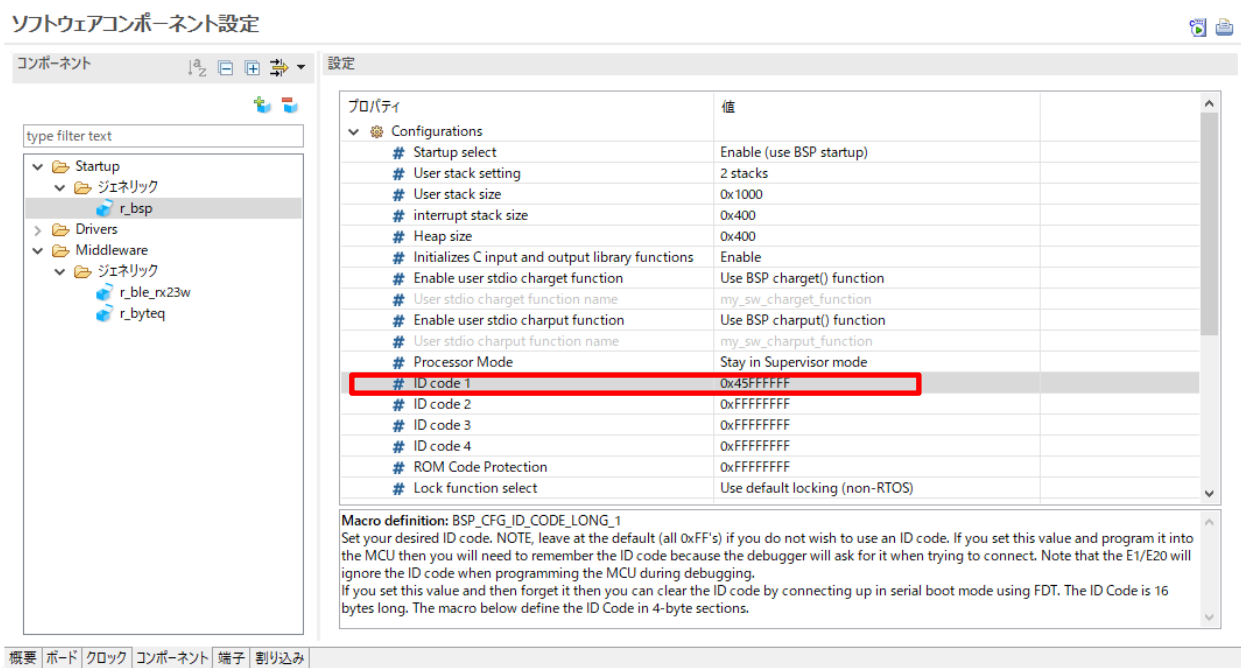 ソフトウェアコンポーネント設定
コンポーネント
設定
type filter text
Startup
ジェネリック
r_bsp
Drivers
Middleware
ジェネリック
r_ble_rx23w
r_byteq
プロパティ 値
Configurations
# Startup select Enable (use BSP startup)
# User stack setting 2 stacks
# User stack size 0x1000
# interrupt stack size 0x400
# Heap size 0x400
# Initializes C input and output library functions Enable
# Enable user stdio charget function Use BSP charget() function
# User stdio charget function name my_sw_charget_function
# Enable user stdio charput function Use BSP charput() function
# User stdio charput function name my_sw_charput_function
# Processor Mode Stay in Supervisor mode
# ID code 1 0x45FFFFFF
# ID code 2 0xFFFFFFFF
# ID code 3 0xFFFFFFFF
# ID code 4 0xFFFFFFFF
# ROM Code Protection 0xFFFFFFFF
# Lock function select Use default locking (non-RTOS)
Macro definition: BSP_CFG_ID_CODE_LONG_1
Set your desired ID code. NOTE, leave at the default (all 0xFF's) if you do not wish to use an ID code. If you set this value and program it into
the MCU then you will need to remember the ID code because the debugger will ask for it when trying to connect. Note that the E1/E20 will
ignore the ID code when programming the MCU during debugging.
If you set this value and then forget it then you can clear the ID code by connecting up in serial boot mode using FDT. The ID Code is 16
bytes long. The macro below define the ID Code in 4-byte sections.
概要 ボード クロック コンポーネント 端子 割り込み